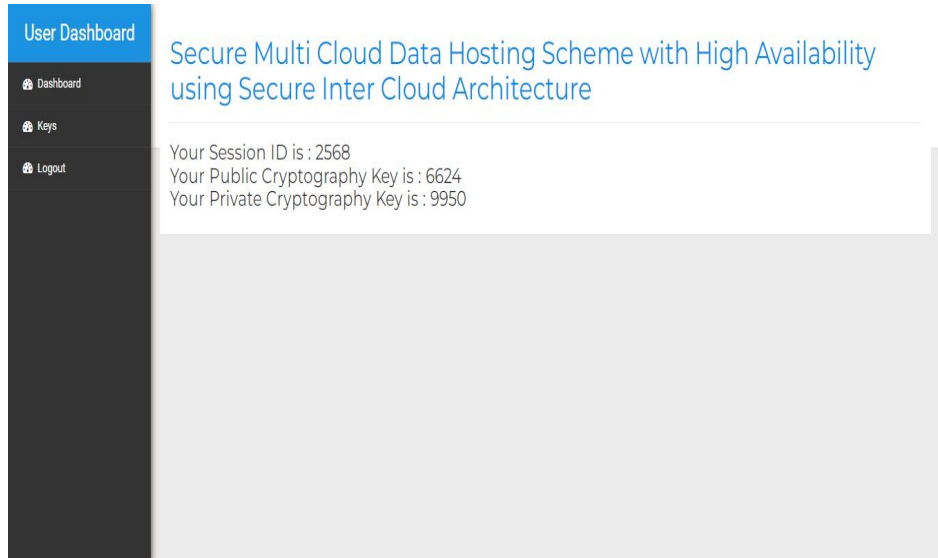 User Dashboard
Dashboard
Keys
Logout
Secure Multi Cloud Data Hosting Scheme with High Availability
using Secure Inter Cloud Architecture
Your Session ID is : 2568
Your Public Cryptography Key is : 6624
Your Private Cryptography Key is : 9950